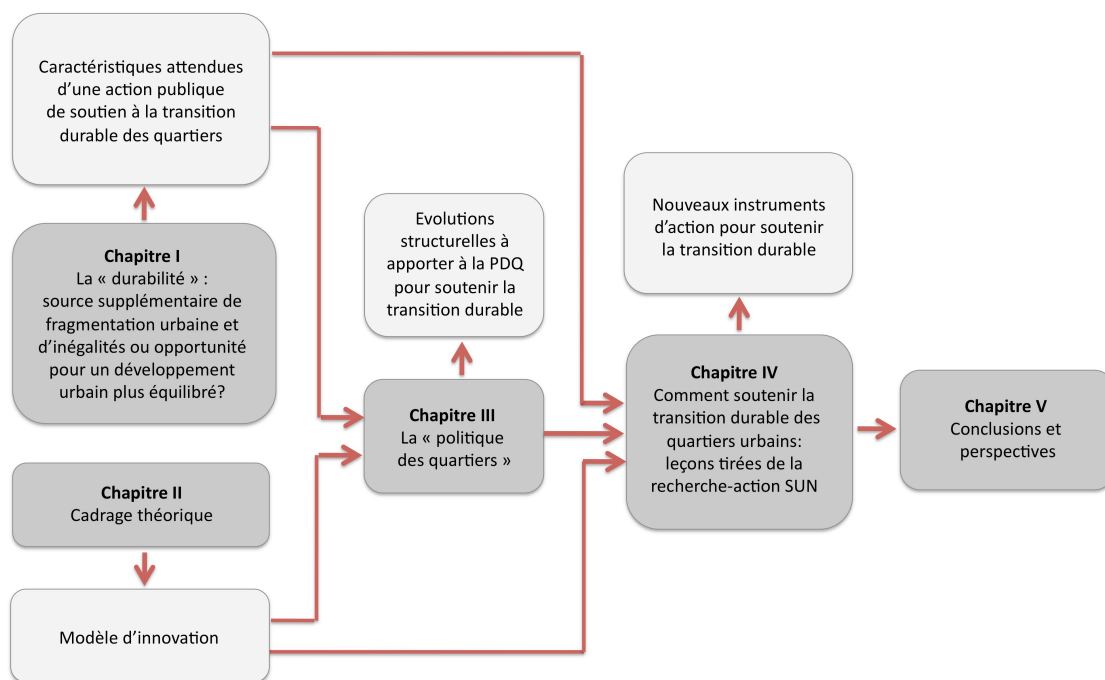 Caractéristiques attendues
d'une action publique
de soutien à la transition
durable des quartiers
Chapitre I
La « durabilité » :
source supplémentaire de
fragmentation urbaine et
d'inégalités ou opportunité
pour un développement
urbain plus équilibré?
Chapitre II
Cadrage théorique
Modèle d'innovation
Evolutions
structurelles à
apporter à la PDQ
pour soutenir la
transition durable
Chapitre III
La « politique
des quartiers »
Nouveaux instruments
d'action pour soutenir
la transition durable
Chapitre IV
Comment soutenir la
transition durable des
quartiers urbains:
leçons tirées de la
recherche-action SUN
Chapitre V
Conclusions et
perspectives